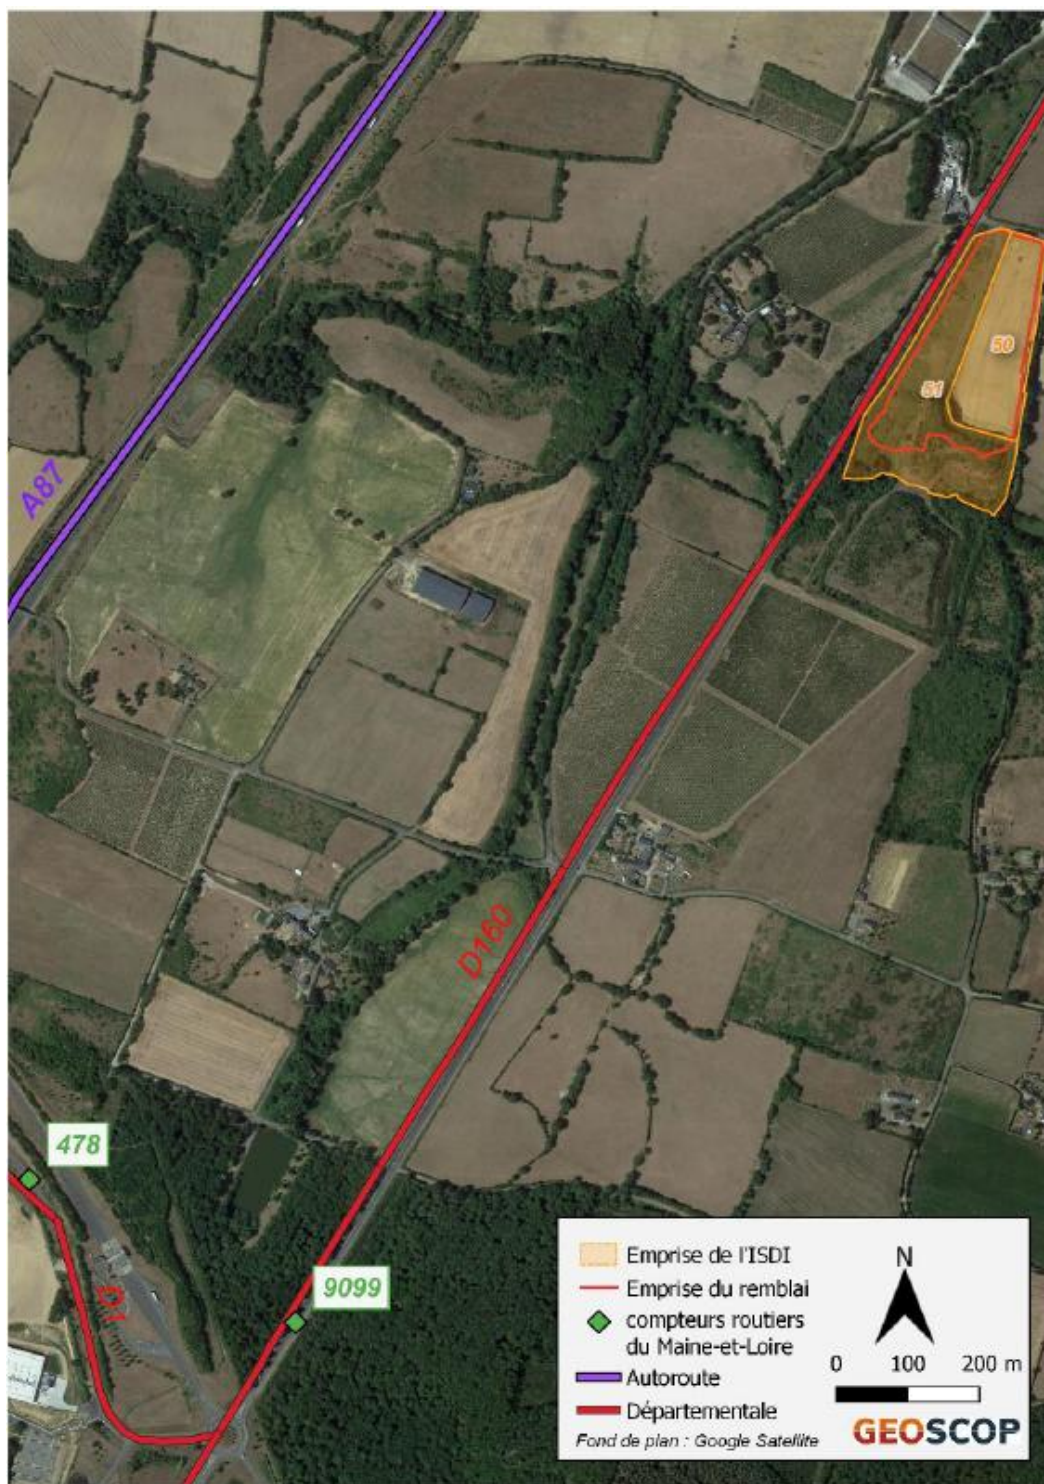 50
51
A87
D160
478
9099
D1
Emprise de l'ISDI
Emprise du remblai
compteurs routiers
du Maine-et-Loire
Autoroute
Départementale
Fond de plan : Google Satellite
N
0 100 200 m
GEOSCOP